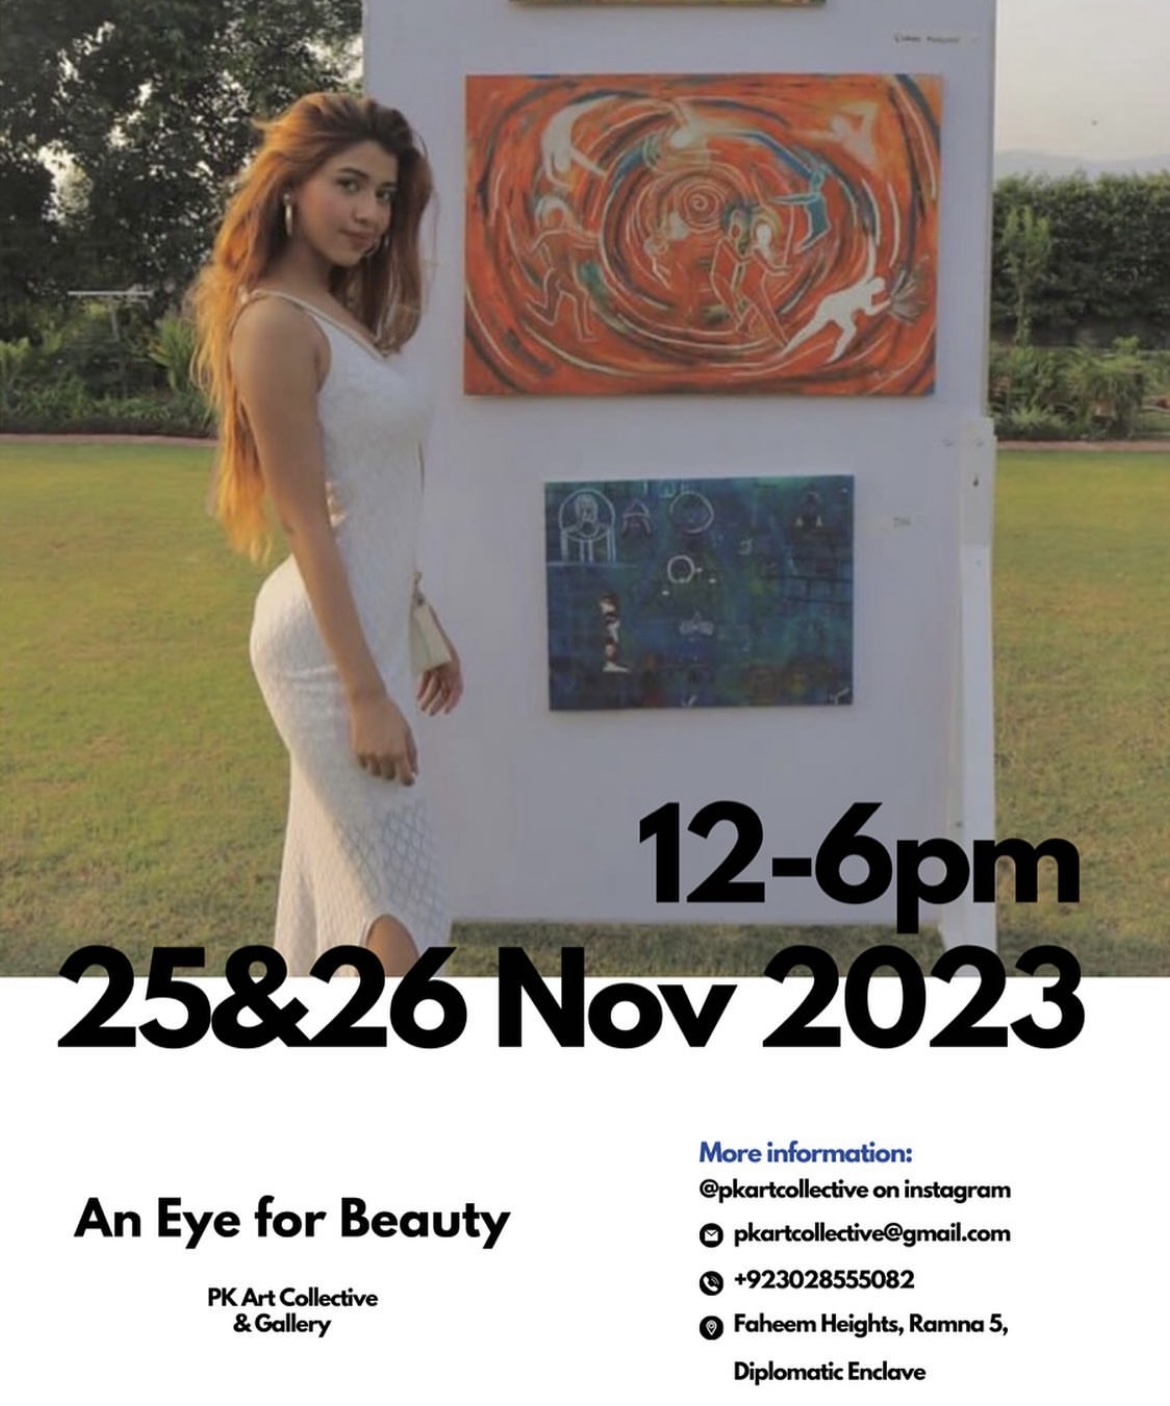 12-6pm
25&26 Nov 2023
An Eye for Beauty
PK Art Collective
& Gallery
More information:
@pkartcollective on instagram
pkartcollective@gmail.com
+923028555082
Faheem Heights, Ramna 5,
Diplomatic Enclave